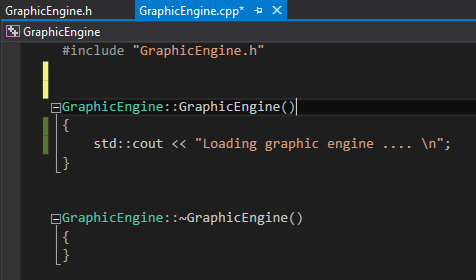 GraphicEngine.h GraphicEngine.cpp*
GraphicEngine
#include "GraphicEngine.h"
GraphicEngine::GraphicEngine()
{
std::cout << "Loading graphic engine .... \n";
}
GraphicEngine::~GraphicEngine()
{
}